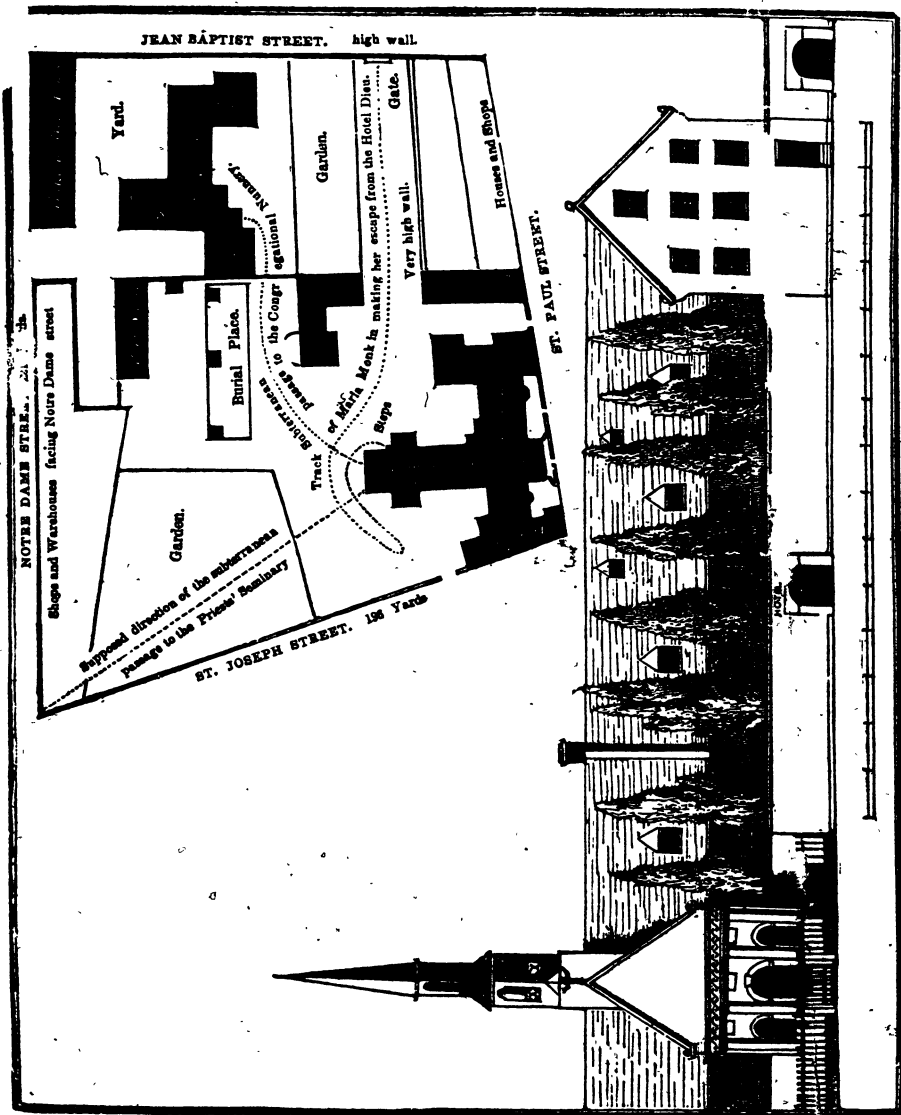 JEAN BAPTIST STREET. high wall.
Yard.
Garden.
Gate.
Houses and Shops
Very high wall.
Track of Maria Monk in making her escape from the Hotel Dieu.
Subterranean passage to the Congregational Nunnery.
Burial Place.
Steps
ST. PAUL STREET.
NOTRE DAME
Shops and Warehouses facing Notre Dame street
Garden.
Supposed direction of the subterranean
passage to the Priests' Seminary
ST. JOSEPH STREET. 196 Yards